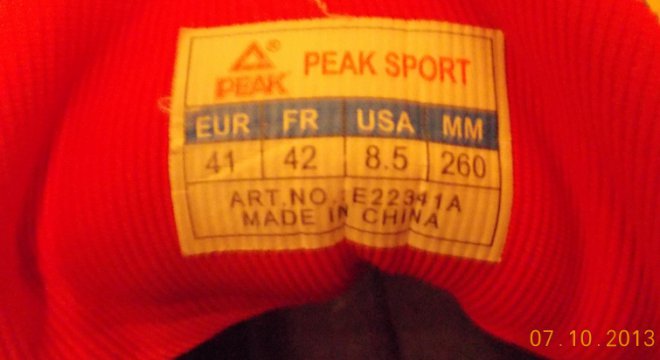 PEAK® PEAK SPORT
EUR FR USA MM
41 42 8.5 260
ART.NO.:E22341A
MADE IN CHINA
07.10.2013